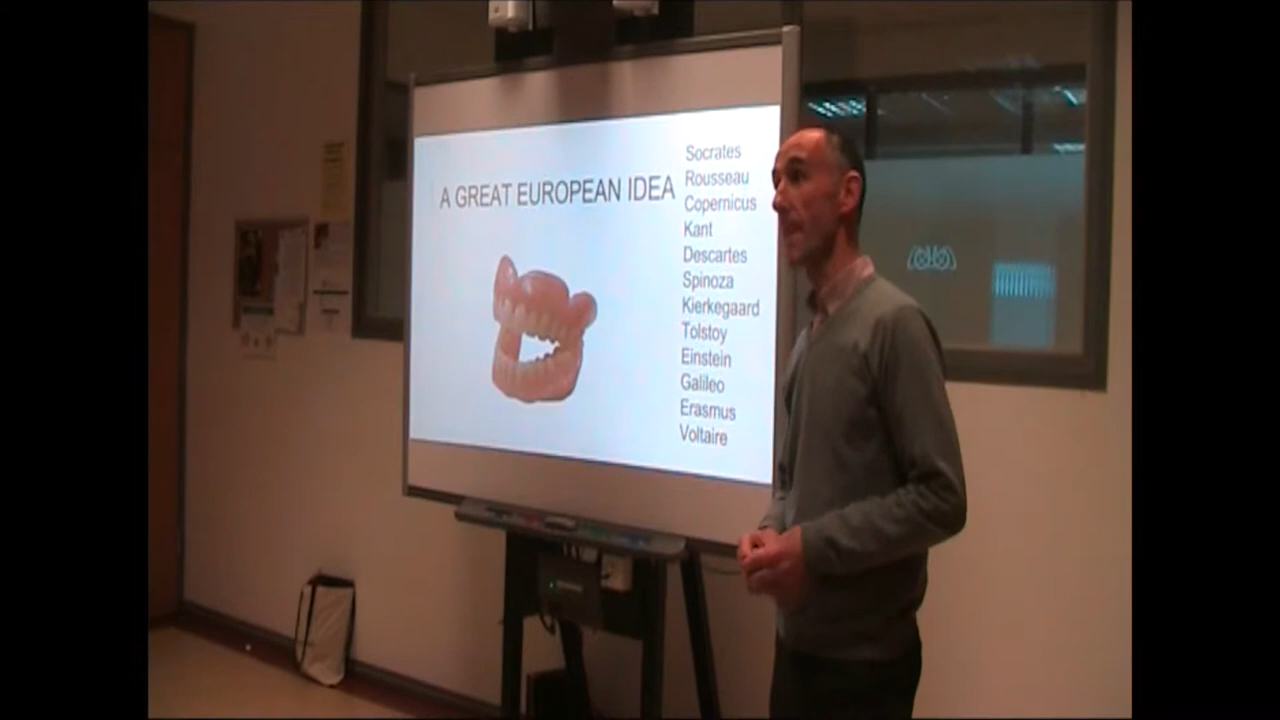 A GREAT EUROPEAN IDEA
Socrates
Rousseau
Copernicus
Kant
Descartes
Spinoza
Kierkegaard
Tolstoy
Einstein
Galileo
Erasmus
Voltaire